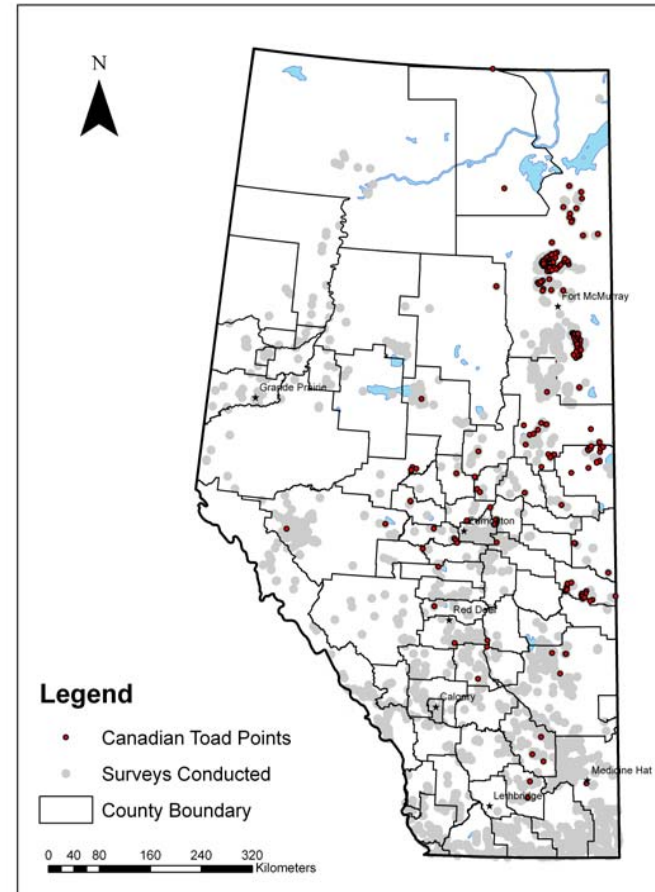 N
Fort McMurray
Grande Prairie
Edmonton
Red Deer
Calgary
Medicine Hat
Lethbridge
Legend
Canadian Toad Points
Surveys Conducted
County Boundary
0 40 80 160 240 320
Kilometers